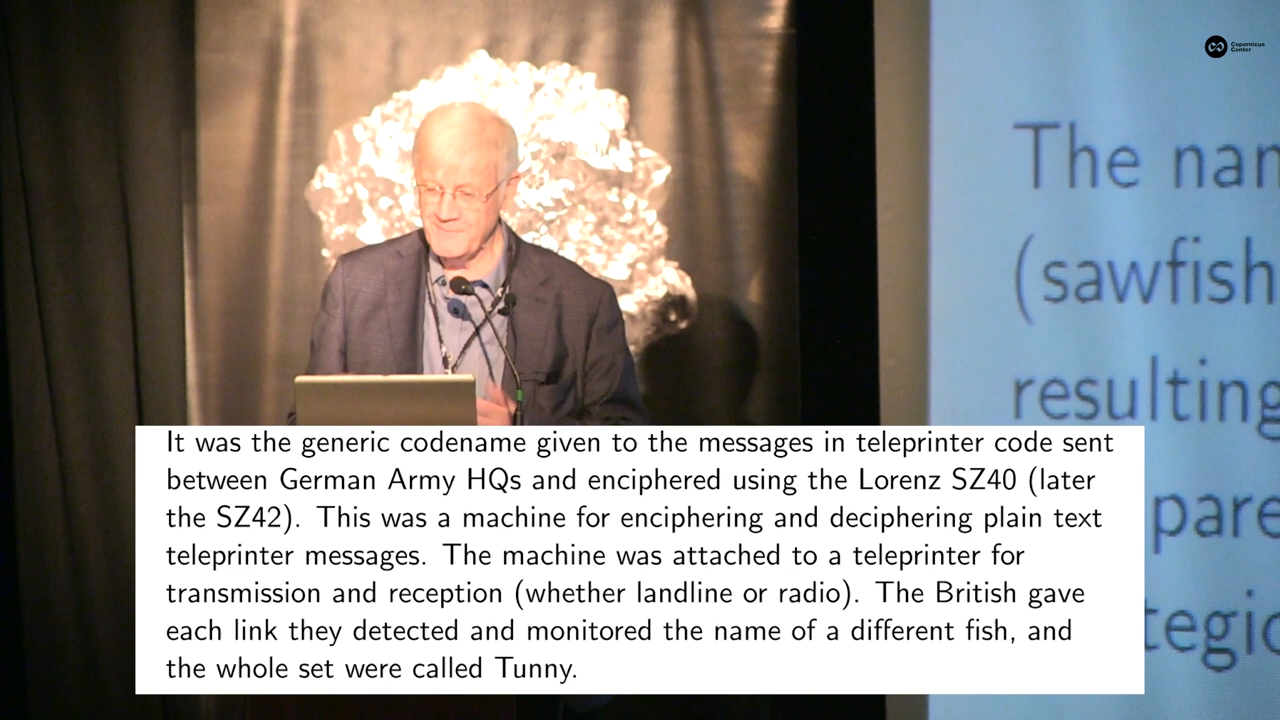 Copernicus
Center
The nan
(sawfish
resulting
pare
tegic
It was the generic codename given to the messages in teleprinter code sent
between German Army HQs and enciphered using the Lorenz SZ40 (later
the SZ42). This was a machine for enciphering and deciphering plain text
teleprinter messages. The machine was attached to a teleprinter for
transmission and reception (whether landline or radio). The British gave
each link they detected and monitored the name of a different fish, and
the whole set were called Tunny.